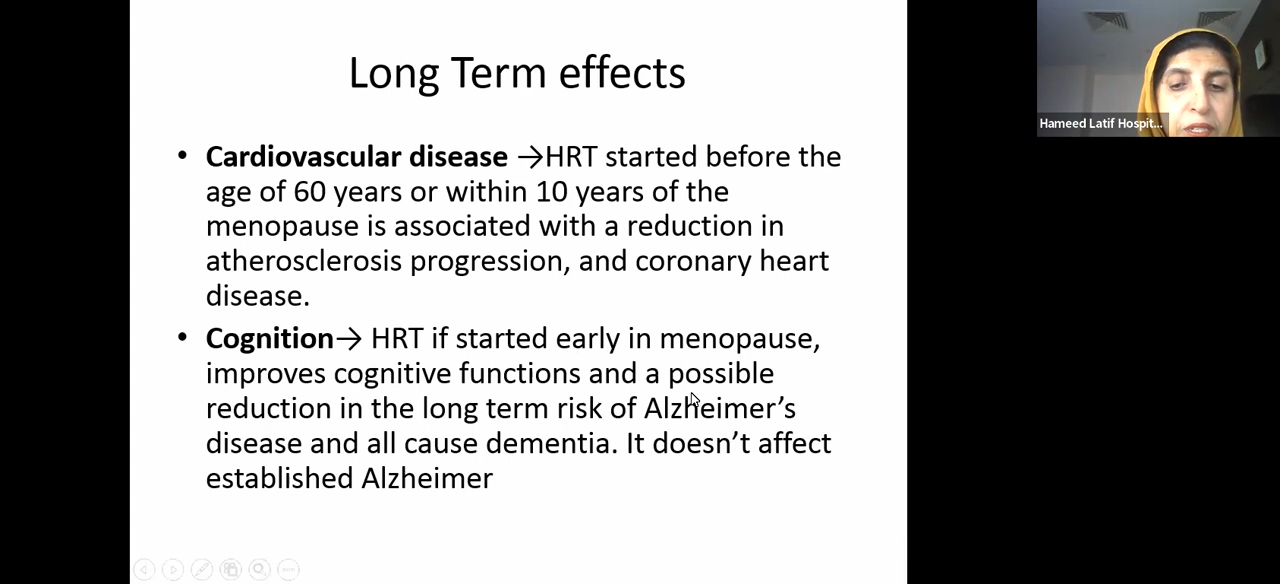 Long Term effects
• Cardiovascular disease →HRT started before the
age of 60 years or within 10 years of the
menopause is associated with a reduction in
atherosclerosis progression, and coronary heart
disease.
• Cognition→ HRT if started early in menopause,
improves cognitive functions and a possible
reduction in the long term risk of Alzheimer’s
disease and all cause dementia. It doesn’t affect
established Alzheimer
Hameed Latif Hospit...